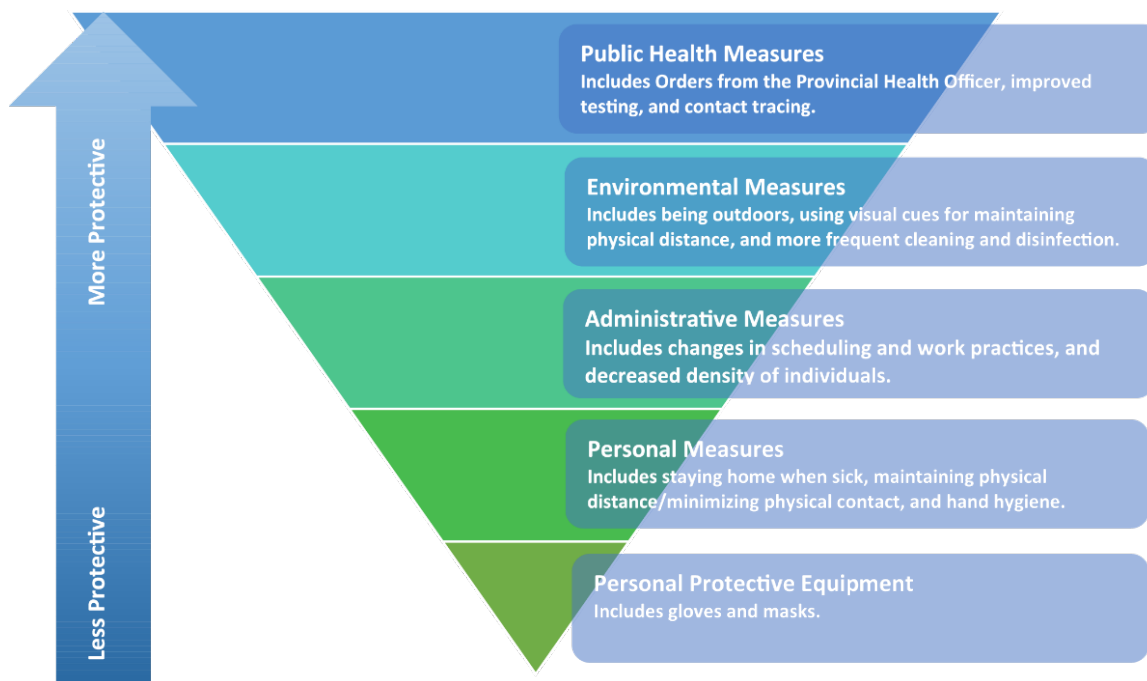 More Protective
Less Protective
Public Health Measures
Includes Orders from the Provincial Health Officer, improved
testing, and contact tracing.
Environmental Measures
Includes being outdoors, using visual cues for maintaining
physical distance, and more frequent cleaning and disinfection.
Administrative Measures
Includes changes in scheduling and work practices, and
decreased density of individuals.
Personal Measures
Includes staying home when sick, maintaining physical
distance/minimizing physical contact, and hand hygiene.
Personal Protective Equipment
Includes gloves and masks.